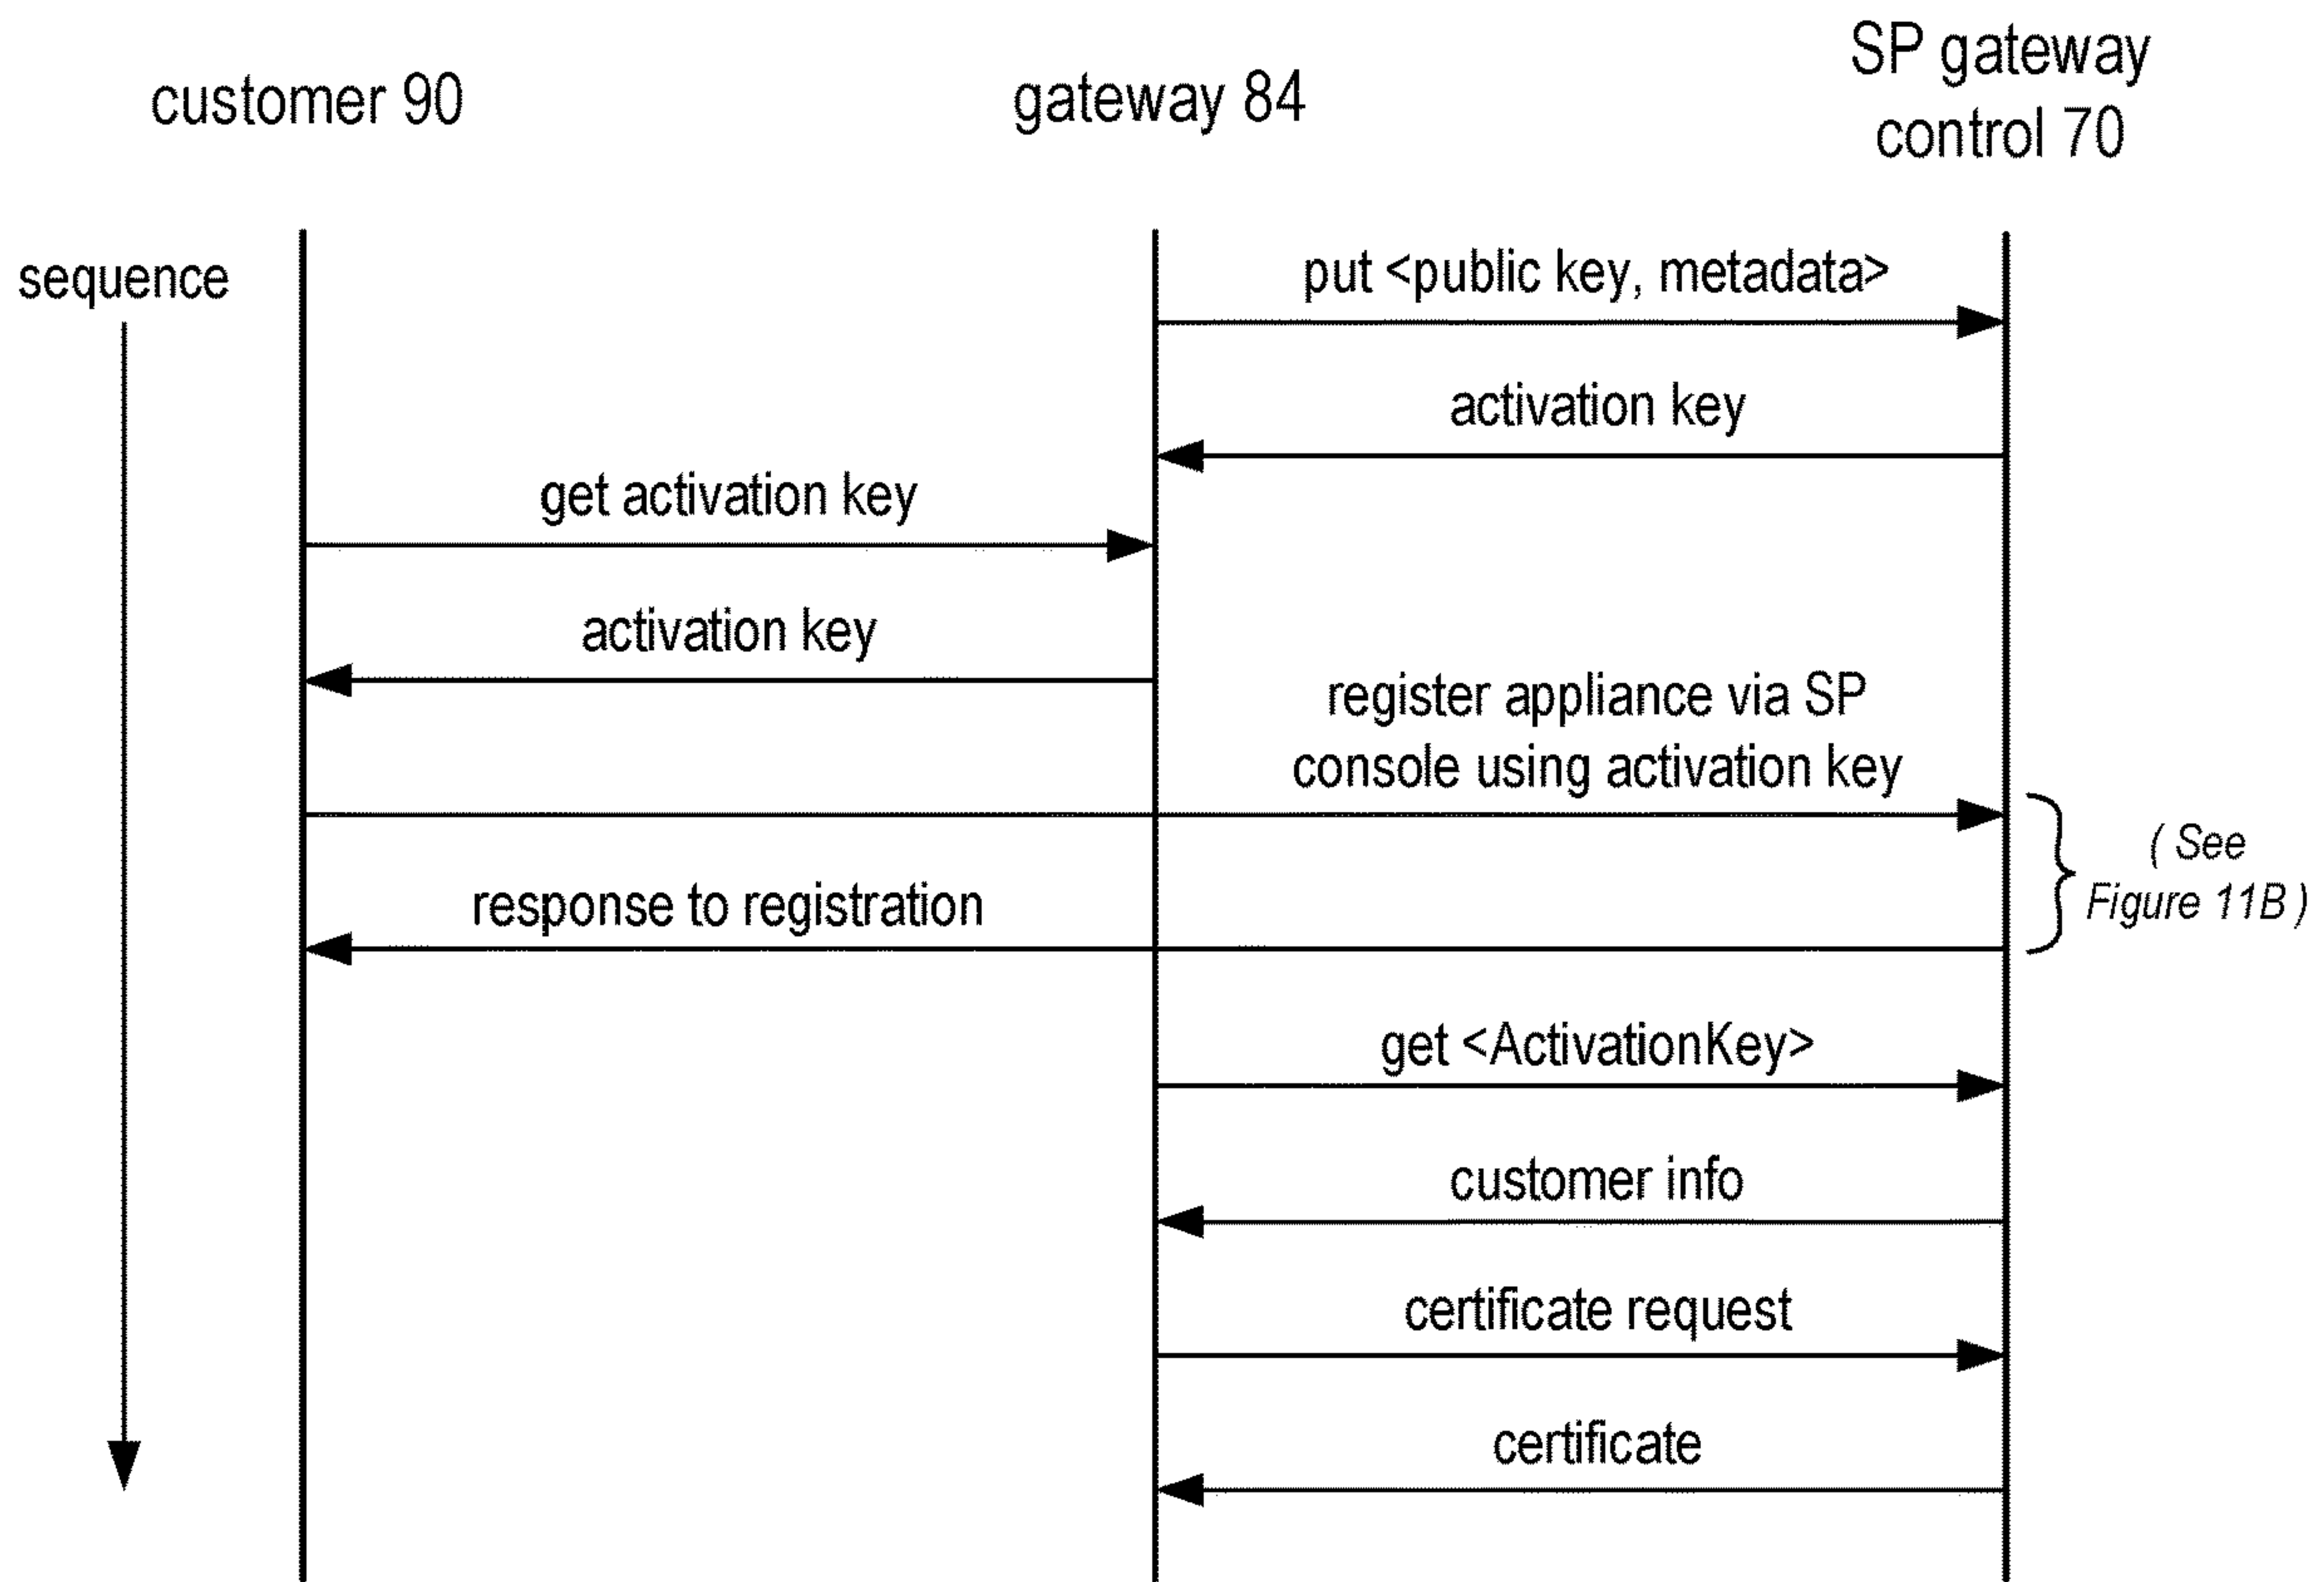 customer 90
gateway 84
SP gateway
control 70
sequence
put <public key, metadata>
activation key
get activation key
activation key
register appliance via SP
console using activation key
( See
Figure 11B )
response to registration
get <ActivationKey>
customer info
certificate request
certificate